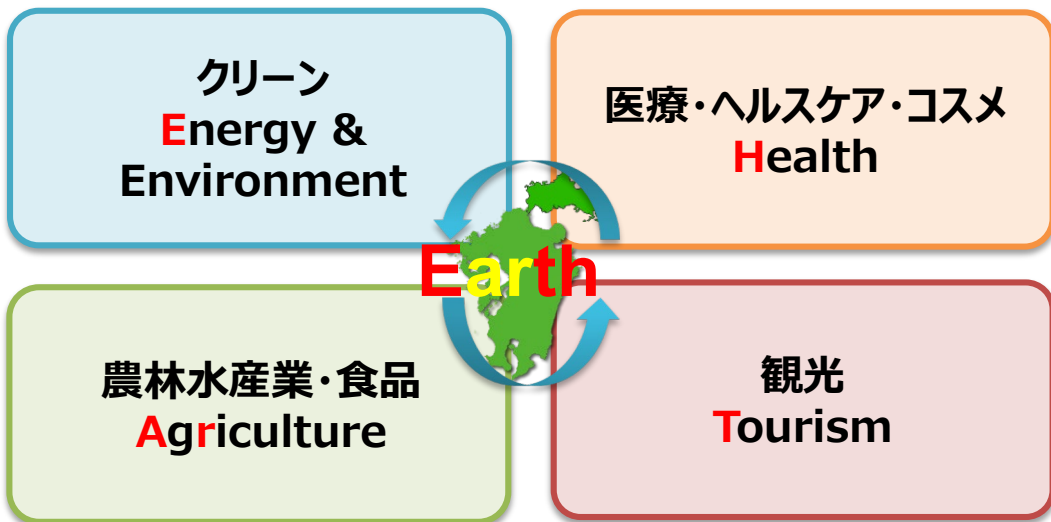 クリーン
Energy &
Environment
医療・ヘルスケア・コスメ
Health
Earth
農林水産業・食品
Agriculture
観光
Tourism